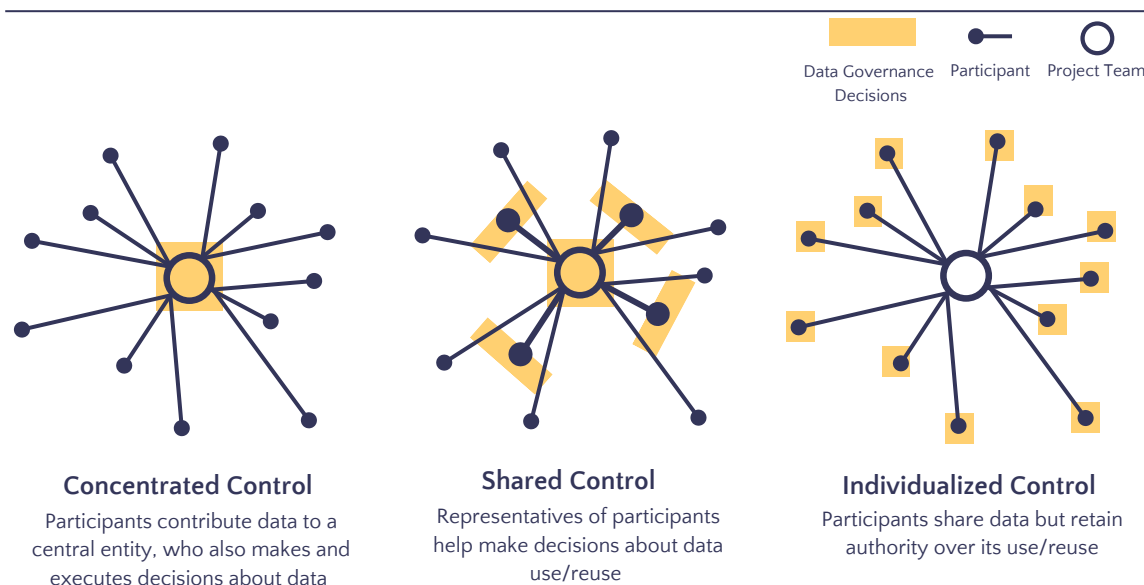 Data Governance
Decisions
Participant
Project Team
Concentrated Control
Participants contribute data to a
central entity, who also makes and
executes decisions about data
Shared Control
Representatives of participants
help make decisions about data
use/reuse
Individualized Control
Participants share data but retain
authority over its use/reuse